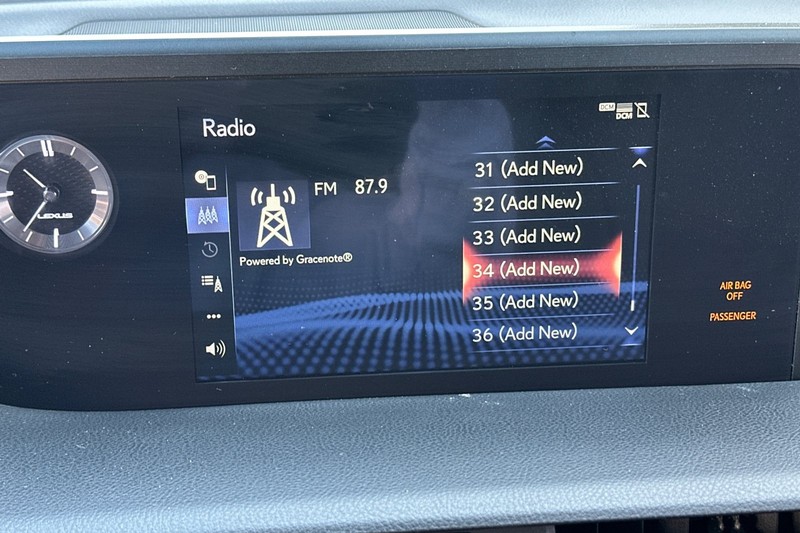 Radio
DCM
DCM
FM 87.9
Powered by Gracenote®
31 (Add New)
32 (Add New)
33 (Add New)
34 (Add New)
35 (Add New)
36 (Add New)
LEXUS
AIR BAG
OFF
PASSENGER